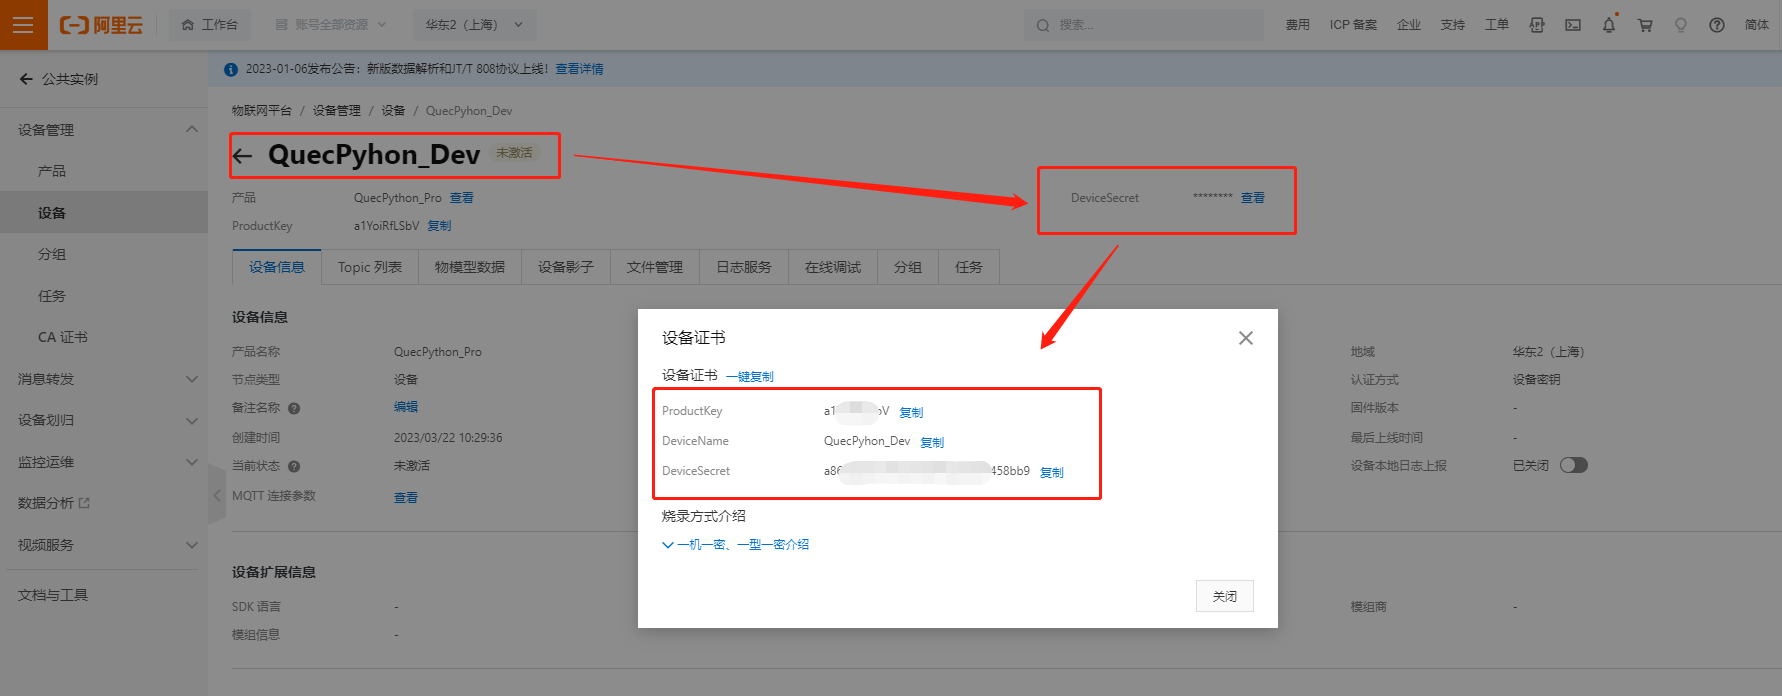 阿里云 工作台 账号全部资源 华东2（上海） 搜索... 费用 ICP 备案 企业 支持 工单 简体
公共实例
设备管理
产品
设备
分组
任务
CA 证书
消息转发
设备划归
监控运维
数据分析
视频服务
文档与工具
2023-01-06发布公告：新版数据解析和JT/T 808协议上线！ 查看详情
物联网平台 / 设备管理 / 设备 / QuecPyhon_Dev
QuecPyhon_Dev 未激活
产品 QuecPython_Pro 查看
DeviceSecret ******** 查看
ProductKey a1YoiRfLSbV 复制
设备信息 Topic 列表 物模型数据 设备影子 文件管理 日志服务 在线调试 分组 任务
设备信息
产品名称 QuecPython_Pro
地域 华东2（上海）
节点类型 设备
认证方式 设备密钥
备注名称 编辑
固件版本 -
创建时间 2023/03/22 10:29:36
最后上线时间 -
当前状态 未激活
设备本地日志上报 已关闭
MQTT 连接参数 查看
设备扩展信息
SDK 语言 -
模组商 -
模组信息 -
设备证书
设备证书 一键复制
ProductKey a1 V 复制
DeviceName QuecPyhon_Dev 复制
DeviceSecret a86 458bb9 复制
烧录方式介绍
一机一密、一型一密介绍
关闭